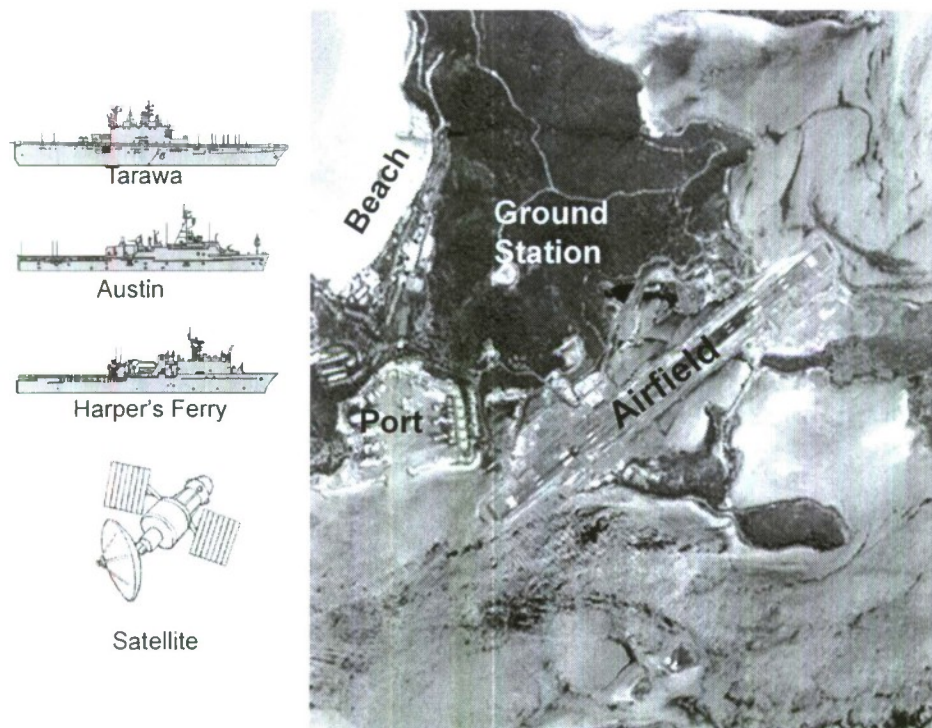 Tarawa
Austin
Harper's Ferry
Satellite
Beach
Ground
Station
Airfield
Port